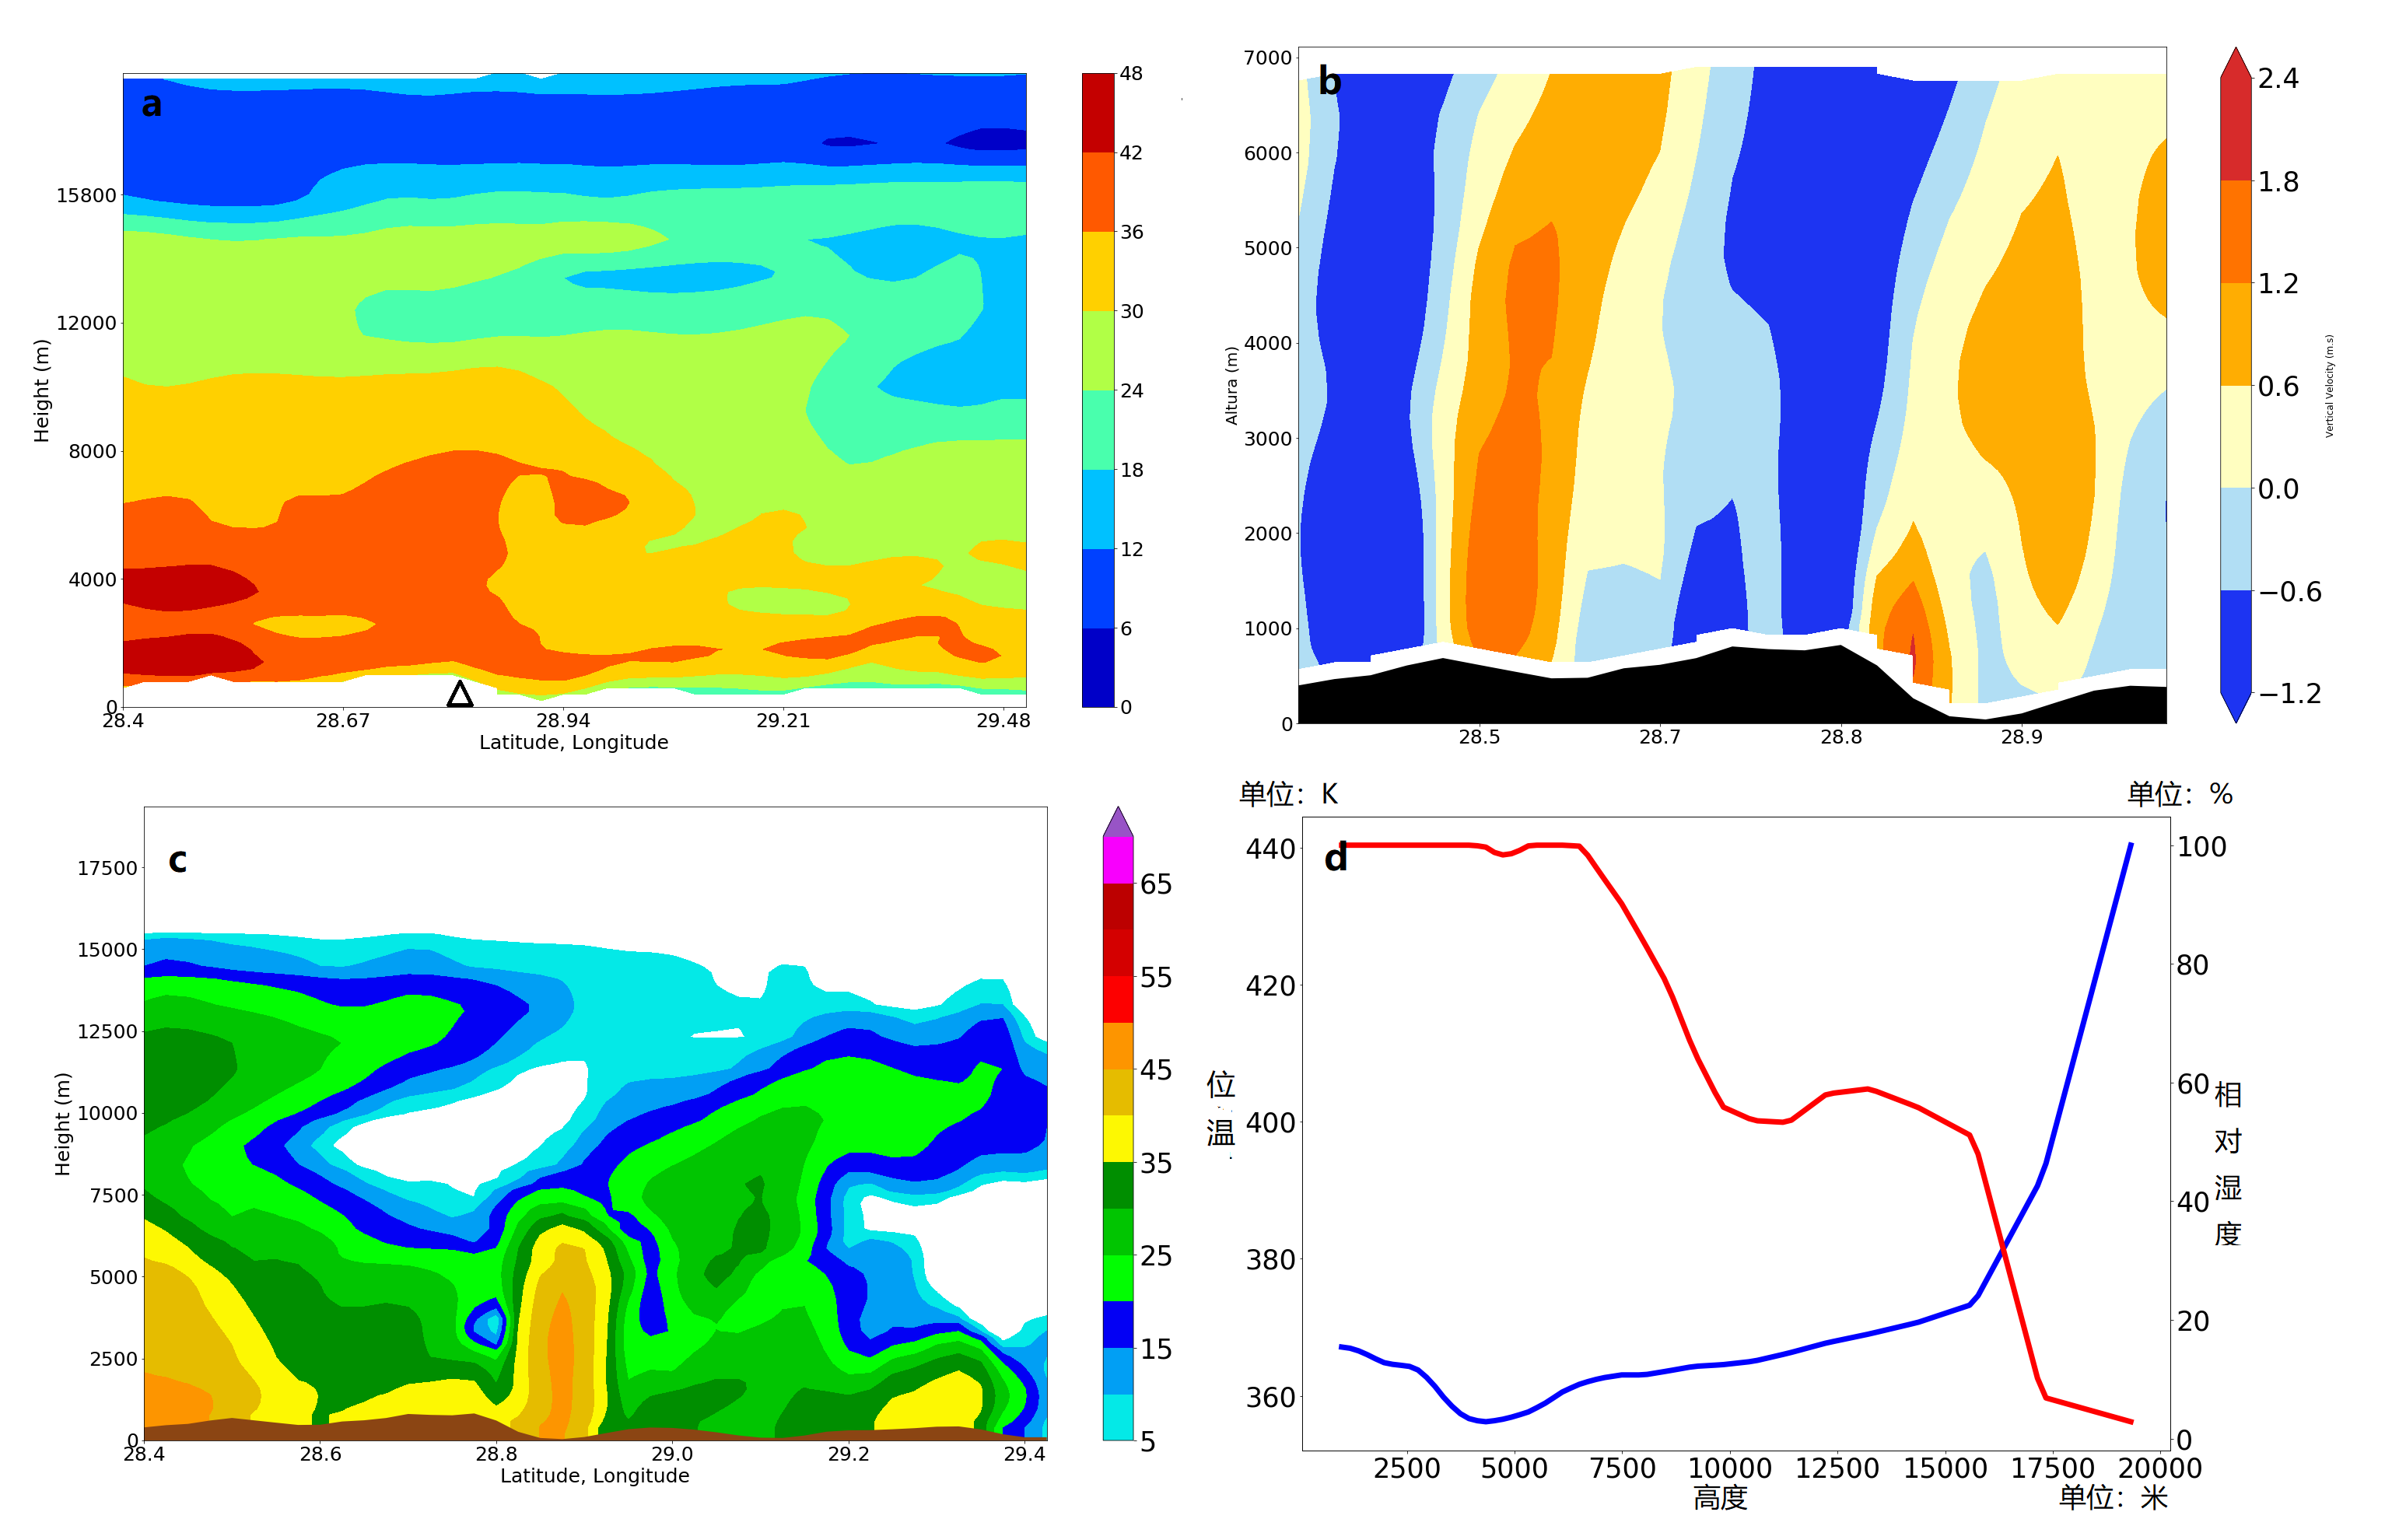 a
Height (m)
15800
12000
8000
4000
0
28.4 28.67 28.94 29.21 29.48
Latitude, Longitude
48
42
36
30
24
18
12
6
0
b
Altura (m)
7000
6000
5000
4000
3000
2000
1000
0
28.5 28.7 28.8 28.9
2.4
1.8
1.2
0.6
0.0
−0.6
−1.2
Vertical Velocity (m.s)
c
Height (m)
17500
15000
12500
10000
7500
5000
2500
0
28.4 28.6 28.8 29.0 29.2 29.4
Latitude, Longitude
65
55
45
35
25
15
5
单位：K
单位：%
d
位温
440
420
400
380
360
100
80
60
40
20
0
相对湿度
2500 5000 7500 10000 12500 15000 17500 20000
高度
单位：米